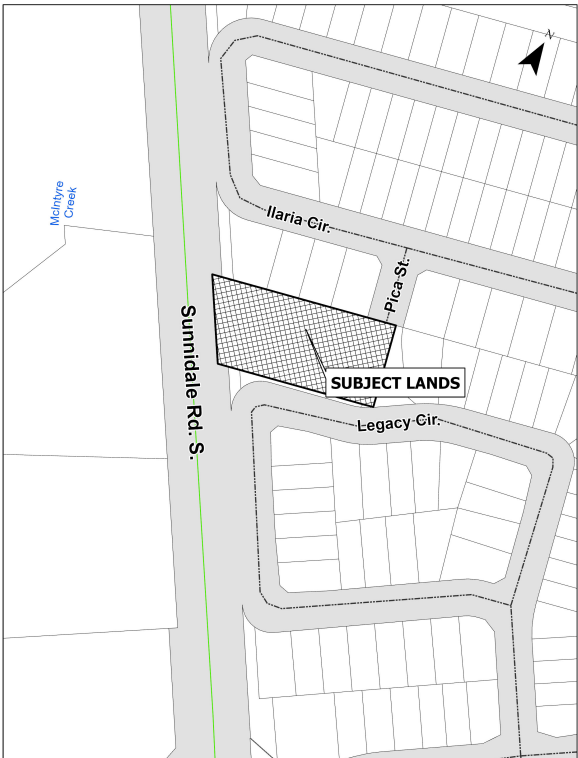 N
McIntyre
Creek
Ilaria Cir.
Pica St.
Sunnidale Rd. S.
SUBJECT LANDS
Legacy Cir.